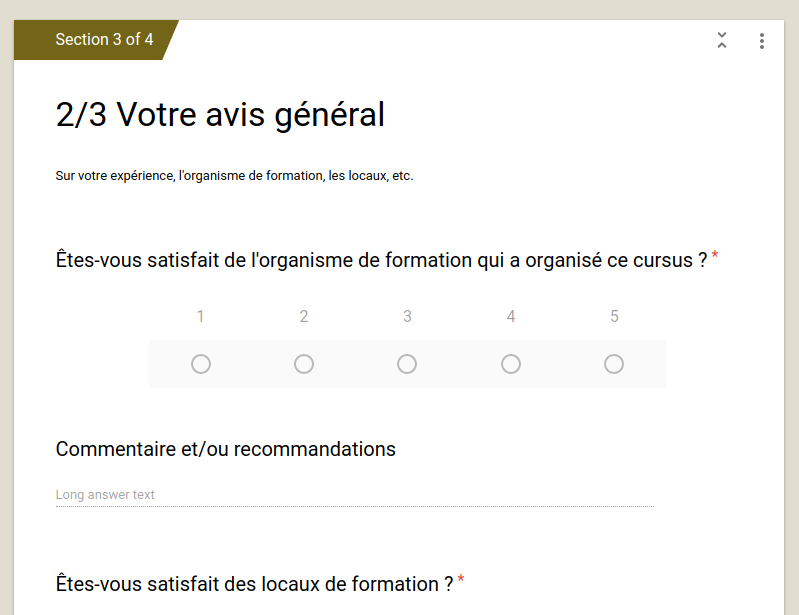 Section 3 of 4
2/3 Votre avis général
Sur votre expérience, l'organisme de formation, les locaux, etc.
Êtes-vous satisfait de l'organisme de formation qui a organisé ce cursus ? *
1 2 3 4 5
Commentaire et/ou recommandations
Long answer text
Êtes-vous satisfait des locaux de formation ? *